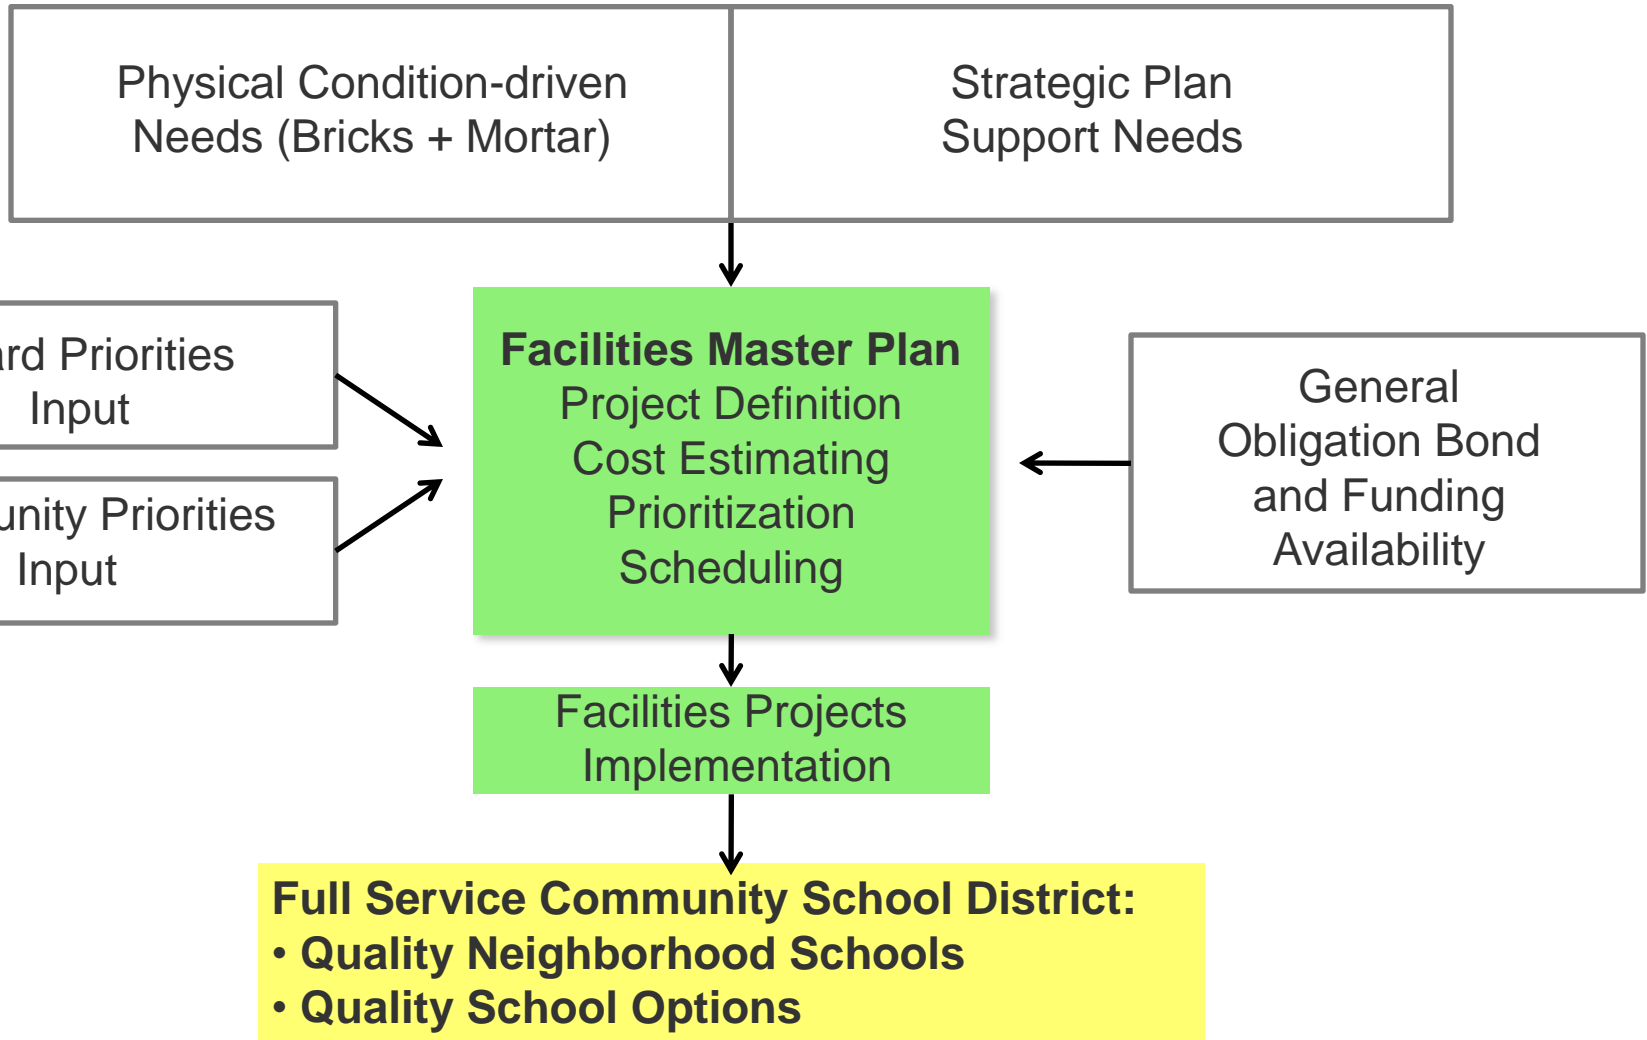 Physical Condition-driven
Needs (Bricks + Mortar)
Strategic Plan
Support Needs
Priorities
Input
Priorities
Input
Facilities Master Plan
Project Definition
Cost Estimating
Prioritization
Scheduling
General
Obligation Bond
and Funding
Availability
Facilities Projects
Implementation
Full Service Community School District:
• Quality Neighborhood Schools
• Quality School Options